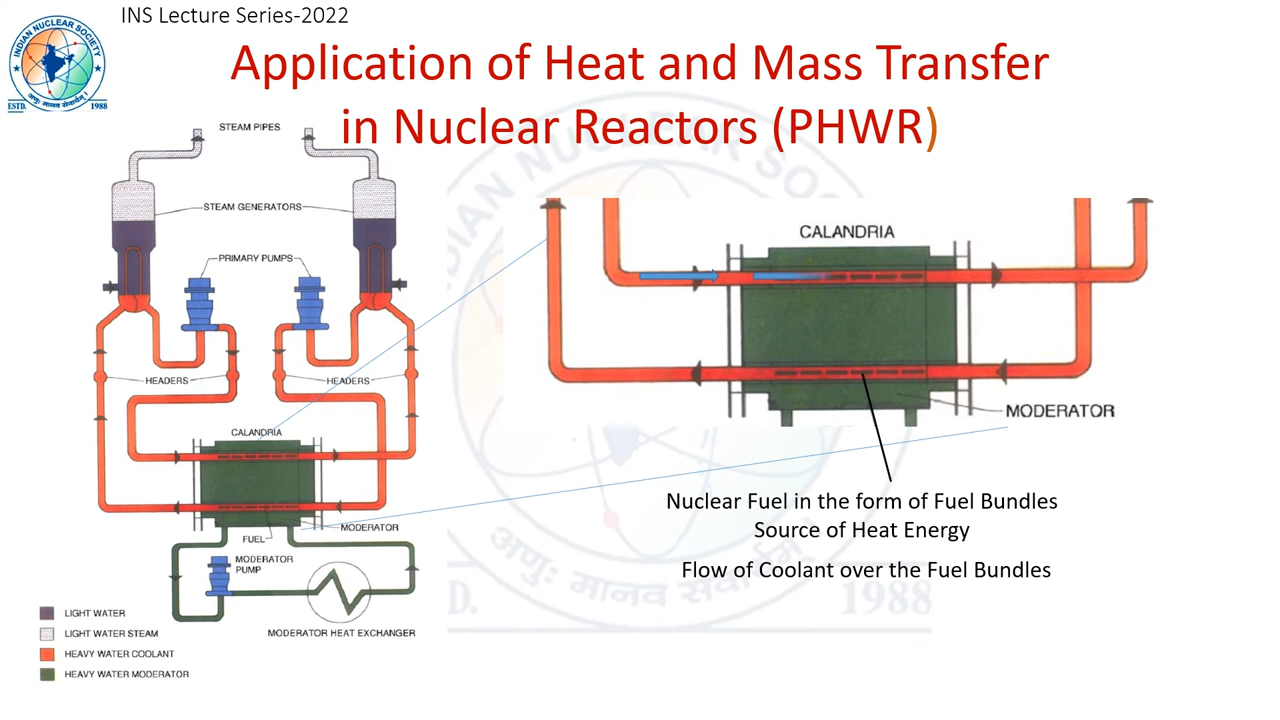 INS Lecture Series-2022
INDIAN NUCLEAR SOCIETY
अणुः मानव सेवार्थम्
ESTD. 1988
Application of Heat and Mass Transfer
in Nuclear Reactors (PHWR)
STEAM PIPES
STEAM GENERATORS
PRIMARY PUMPS
HEADERS
HEADERS
CALANDRIA
MODERATOR
FUEL
MODERATOR
PUMP
MODERATOR HEAT EXCHANGER
LIGHT WATER
LIGHT WATER STEAM
HEAVY WATER COOLANT
HEAVY WATER MODERATOR
CALANDRIA
MODERATOR
Nuclear Fuel in the form of Fuel Bundles
Source of Heat Energy
Flow of Coolant over the Fuel Bundles